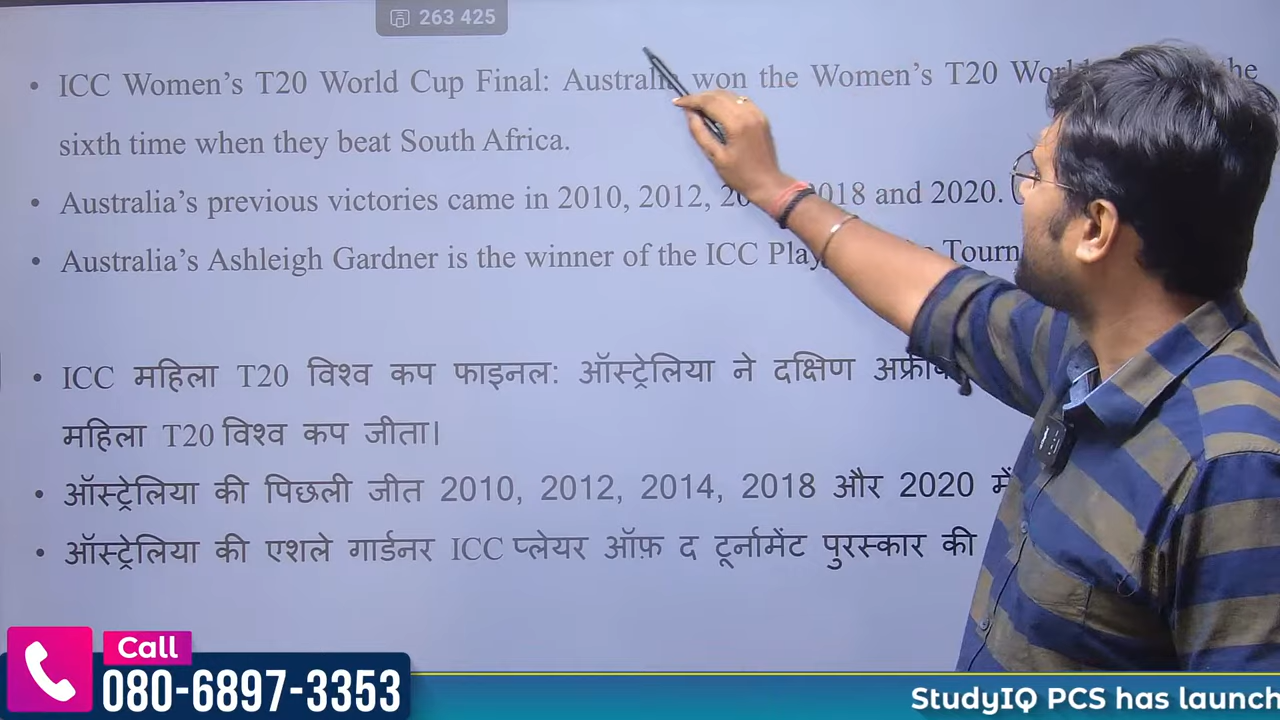 263 425
• ICC Women's T20 World Cup Final: Australia won the Women's T20 the
sixth time when they beat South Africa.
• Australia's previous victories came in 2010, 2012, 2018 and 2020.
• Australia's Ashleigh Gardner is the winner of the ICC
• ICC महिला T20 विश्व कप फाइनल: ऑस्ट्रेलिया ने दक्षिण
महिला T20 विश्व कप जीता।
• ऑस्ट्रेलिया की पिछली जीत 2010, 2012, 2014, 2018 और 2020 में
• ऑस्ट्रेलिया की एशले गार्डनर ICC प्लेयर ऑफ़ द टूर्नामेंट पुरस्कार की
Call
080-6897-3353
StudyIQ PCS has launch